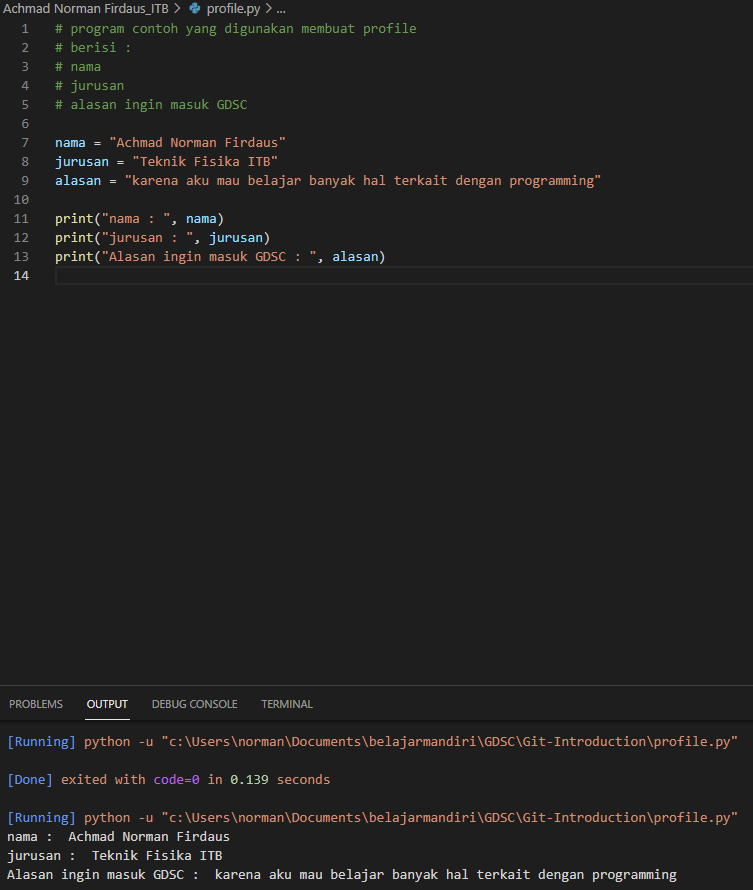 Achmad Norman Firdaus_ITB > profile.py > ...
1 # program contoh yang digunakan membuat profile
2 # berisi :
3 # nama
4 # jurusan
5 # alasan ingin masuk GDSC
6
7 nama = "Achmad Norman Firdaus"
8 jurusan = "Teknik Fisika ITB"
9 alasan = "karena aku mau belajar banyak hal terkait dengan programming"
10
11 print("nama : ", nama)
12 print("jurusan : ", jurusan)
13 print("Alasan ingin masuk GDSC : ", alasan)
14
PROBLEMS OUTPUT DEBUG CONSOLE TERMINAL
[Running] python -u "c:\Users\norman\Documents\belajarmandiri\GDSC\Git-Introduction\profile.py"
[Done] exited with code=0 in 0.139 seconds
[Running] python -u "c:\Users\norman\Documents\belajarmandiri\GDSC\Git-Introduction\profile.py"
nama :  Achmad Norman Firdaus
jurusan :  Teknik Fisika ITB
Alasan ingin masuk GDSC :  karena aku mau belajar banyak hal terkait dengan programming